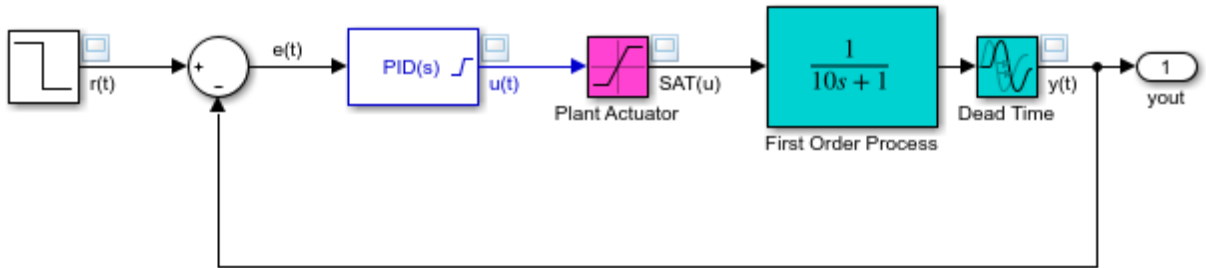 r(t)
+
-
e(t)
PID(s)
u(t)
Plant Actuator
SAT(u)
1
10s + 1
First Order Process
Dead Time
y(t)
1
yout